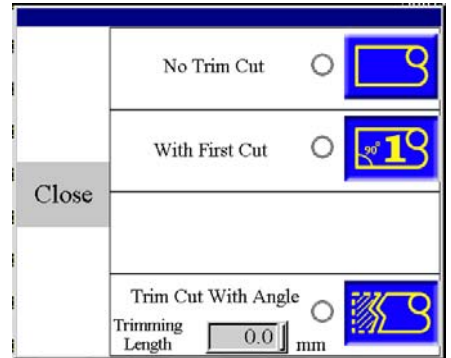 No Trim Cut
With First Cut
90° 1
Close
Trim Cut With Angle
Trimming
Length 0.0 mm